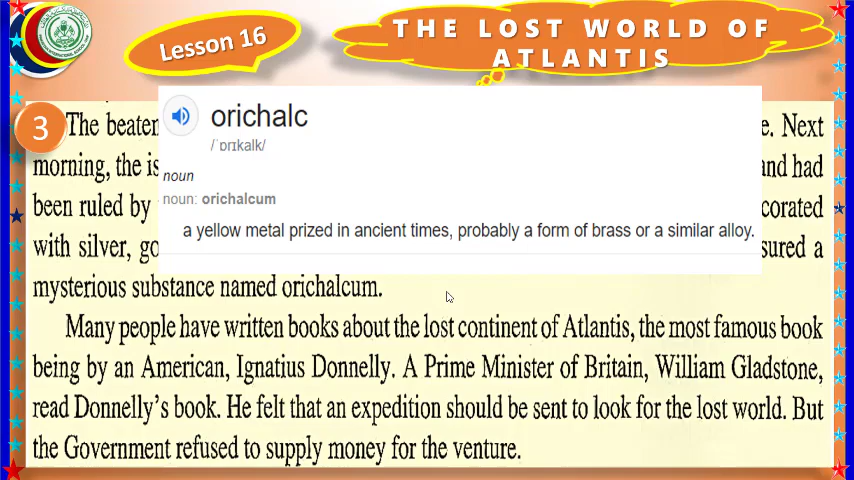 Lesson 16
THE LOST WORLD OF
ATLANTIS
3
The beaten e. Next
orichalc
/ˈɒrɪkalk/
morning, the is and had
noun
noun: orichalcum
been ruled by corated
a yellow metal prized in ancient times, probably a form of brass or a similar alloy.
with silver, go sured a
mysterious substance named orichalcum.
Many people have written books about the lost continent of Atlantis, the most famous book
being by an American, Ignatius Donnelly. A Prime Minister of Britain, William Gladstone,
read Donnelly's book. He felt that an expedition should be sent to look for the lost world. But
the Government refused to supply money for the venture.